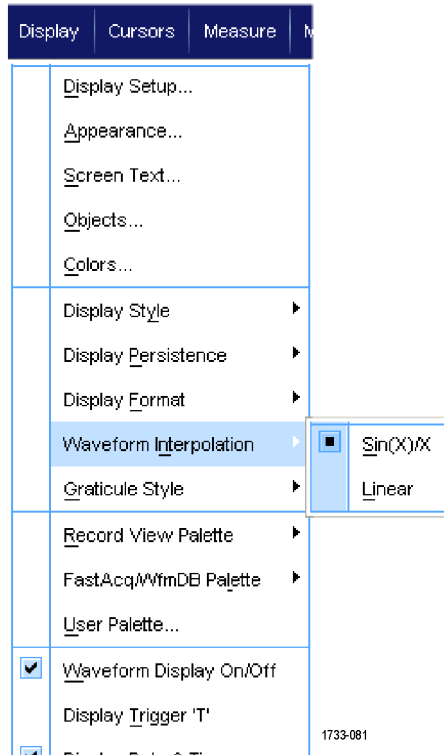 Display Cursors Measure
Display Setup...
Appearance...
Screen Text...
Objects...
Colors...
Display Style
Display Persistence
Display Format
Waveform Interpolation
Sin(X)/X
Graticule Style
Linear
Record View Palette
FastAcq/WfmDB Palette
User Palette...
Waveform Display On/Off
Display Trigger 'T'
1733-081